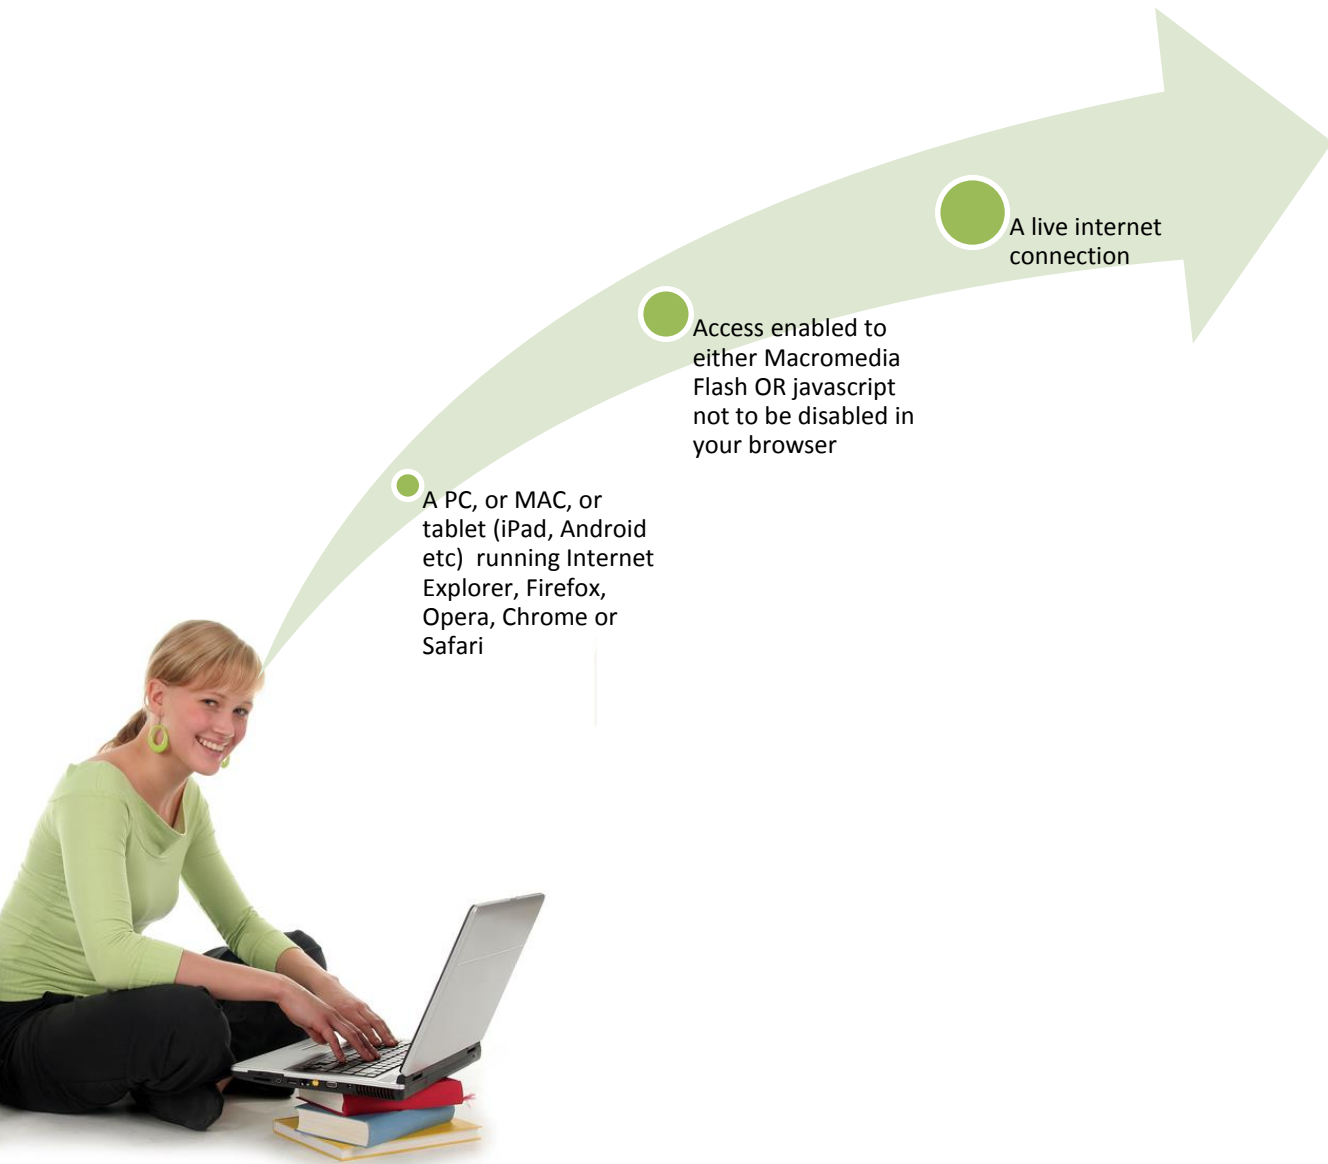 A live internet
connection
Access enabled to
either Macromedia
Flash OR javascript
not to be disabled in
your browser
A PC, or MAC, or
tablet (iPad, Android
etc)  running Internet
Explorer, Firefox,
Opera, Chrome or
Safari